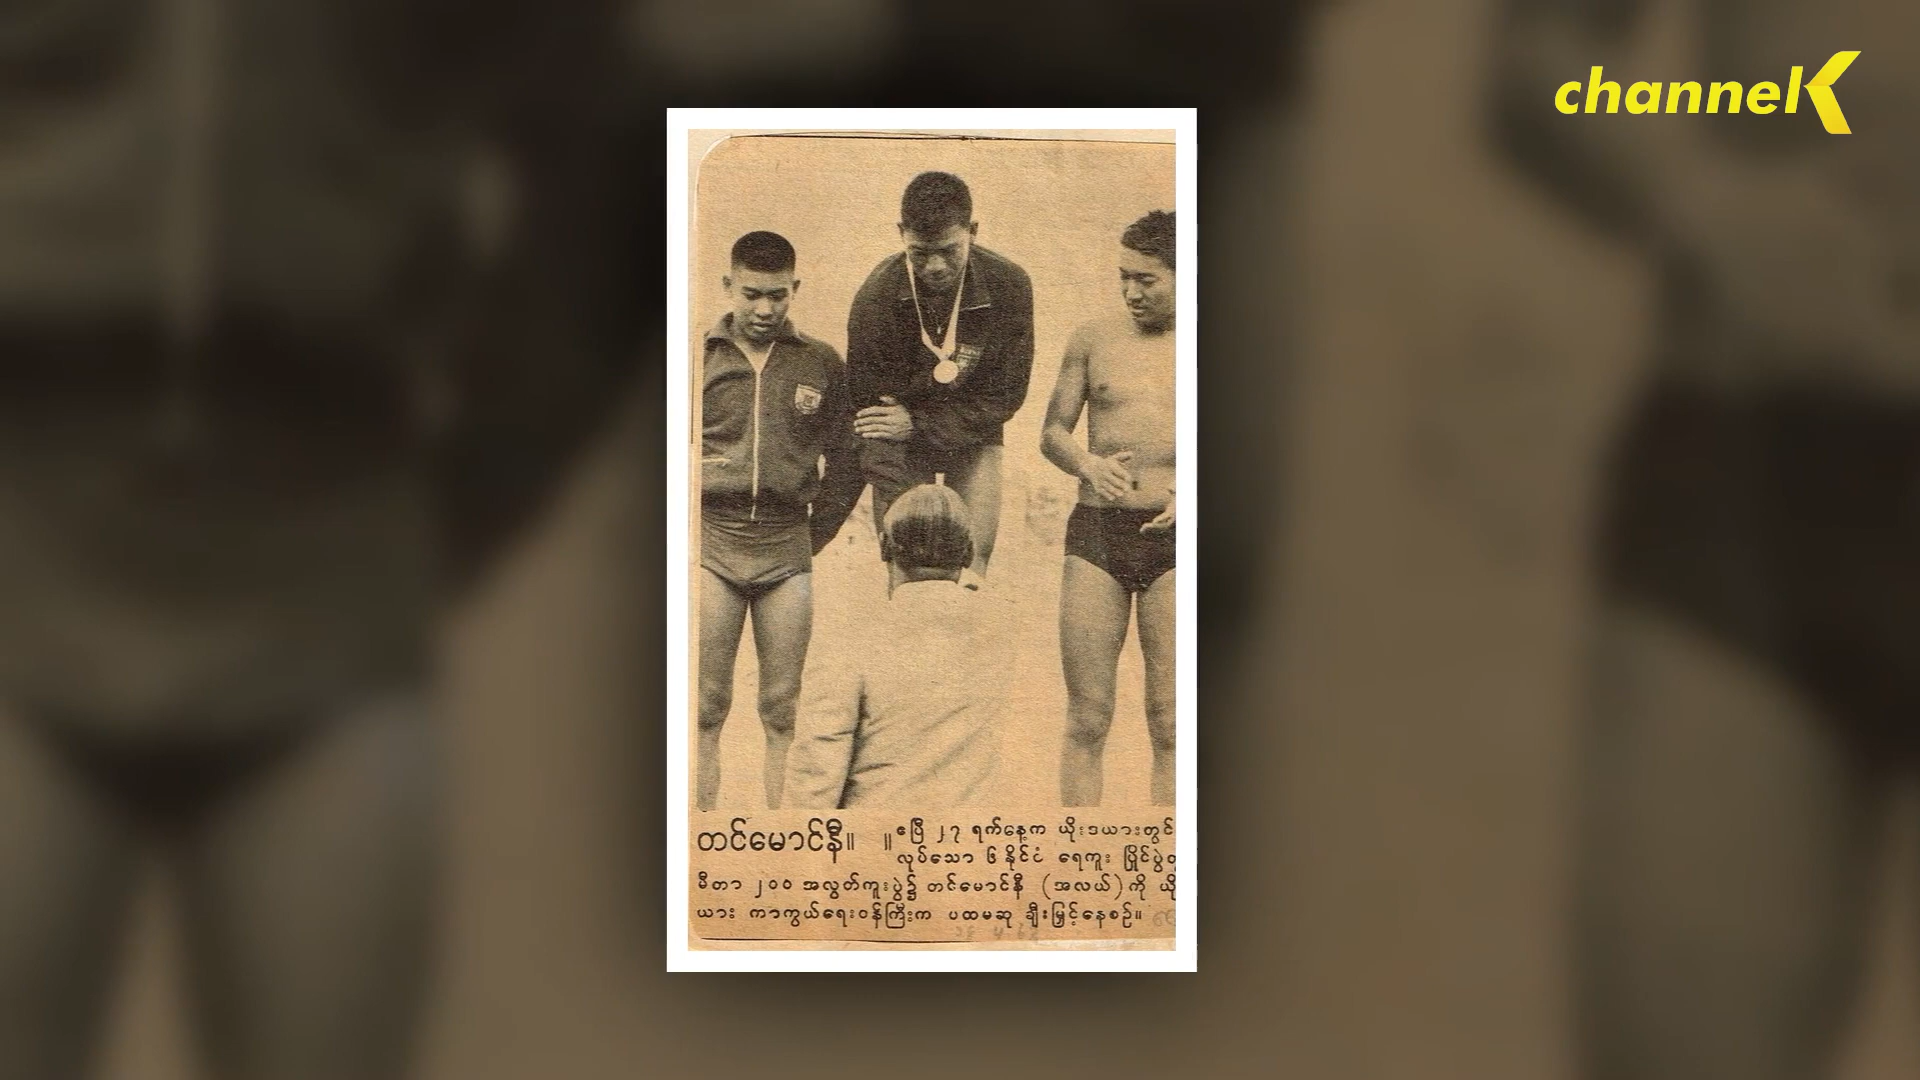 channelK
တင်မောင်နီ။ ။ဧပြီ ၂၇ ရက်နေ့က ယိုးဒယားတွင်
လုပ်သော ၆ နိုင်ငံ ရေကူး ပြိုင်ပွဲ
မီတာ ၂၀၀ အလွတ်ကူးပွဲ၌ တင်မောင်နီ (အလယ်) ကို ယို
ယား ကာကွယ်ရေးဝန်ကြီးက ပထမဆု ချီးမြှင့်နေစဉ်။